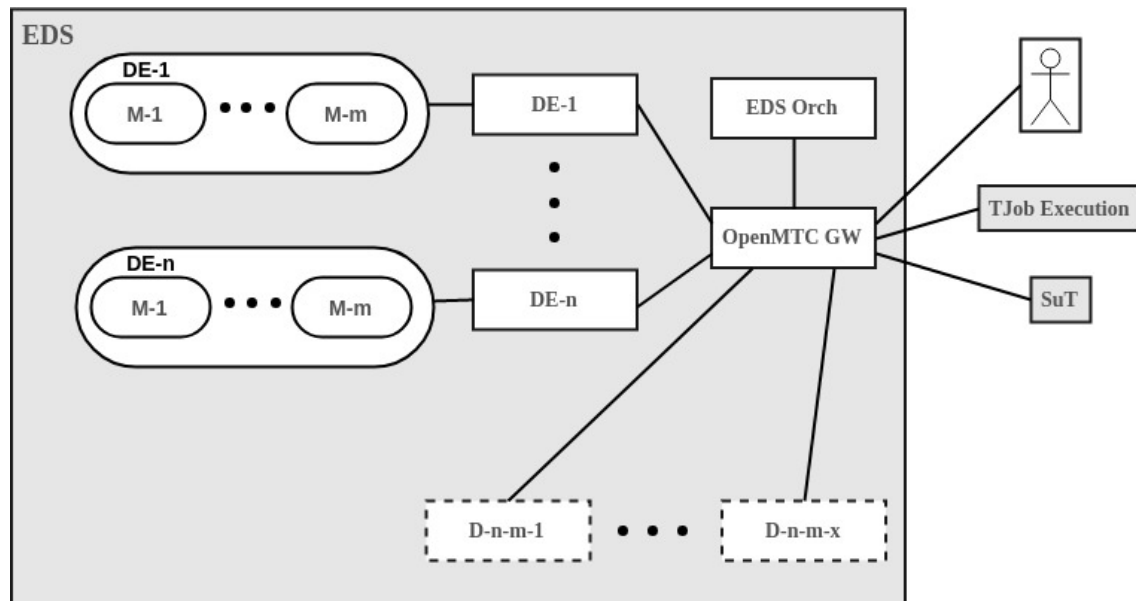 EDS
DE-1
M-1
M-m
DE-1
EDS Orch
TJob Execution
OpenMTC GW
DE-n
M-1
M-m
DE-n
SuT
D-n-m-1
D-n-m-x